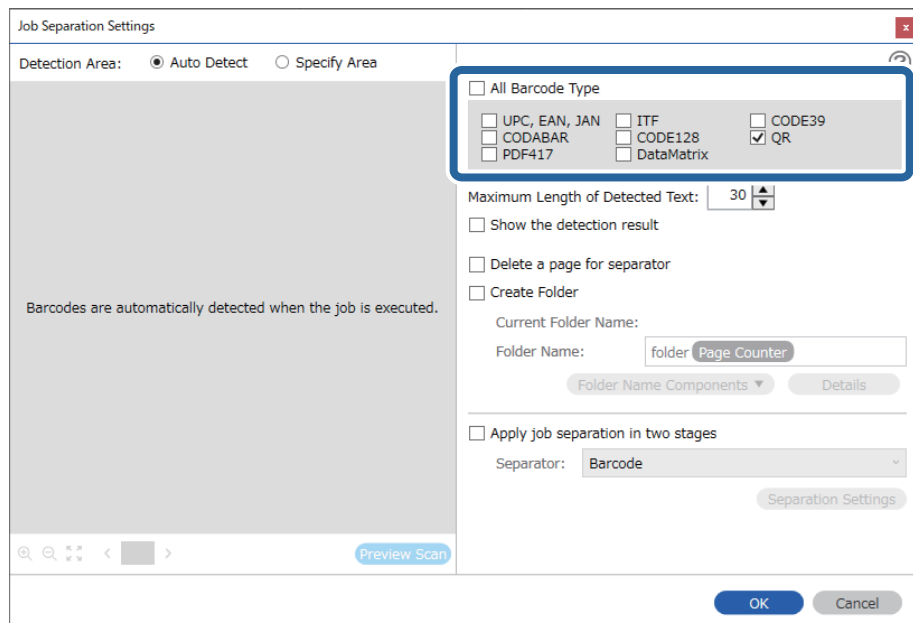 Job Separation Settings
x
Detection Area: Auto Detect Specify Area
?
All Barcode Type
UPC, EAN, JAN ITF CODE39
CODABAR CODE128 QR
PDF417 DataMatrix
Maximum Length of Detected Text: 30
Show the detection result
Delete a page for separator
Barcodes are automatically detected when the job is executed.
Create Folder
Current Folder Name:
Folder Name: folder Page Counter
Folder Name Components ▼ Details
Apply job separation in two stages
Separator: Barcode
Separation Settings
Preview Scan
OK Cancel